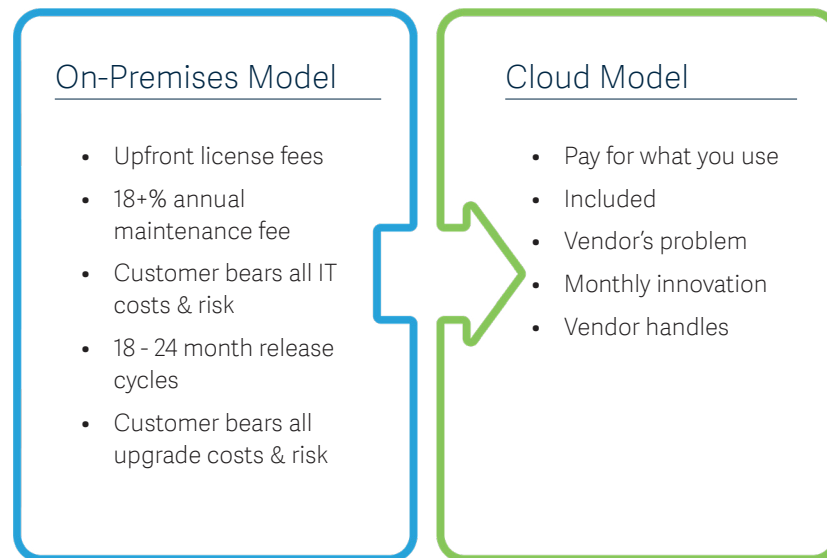 On-Premises Model
• Upfront license fees
• 18+% annual
maintenance fee
• Customer bears all IT
costs & risk
• 18 - 24 month release
cycles
• Customer bears all
upgrade costs & risk
Cloud Model
• Pay for what you use
• Included
• Vendor’s problem
• Monthly innovation
• Vendor handles